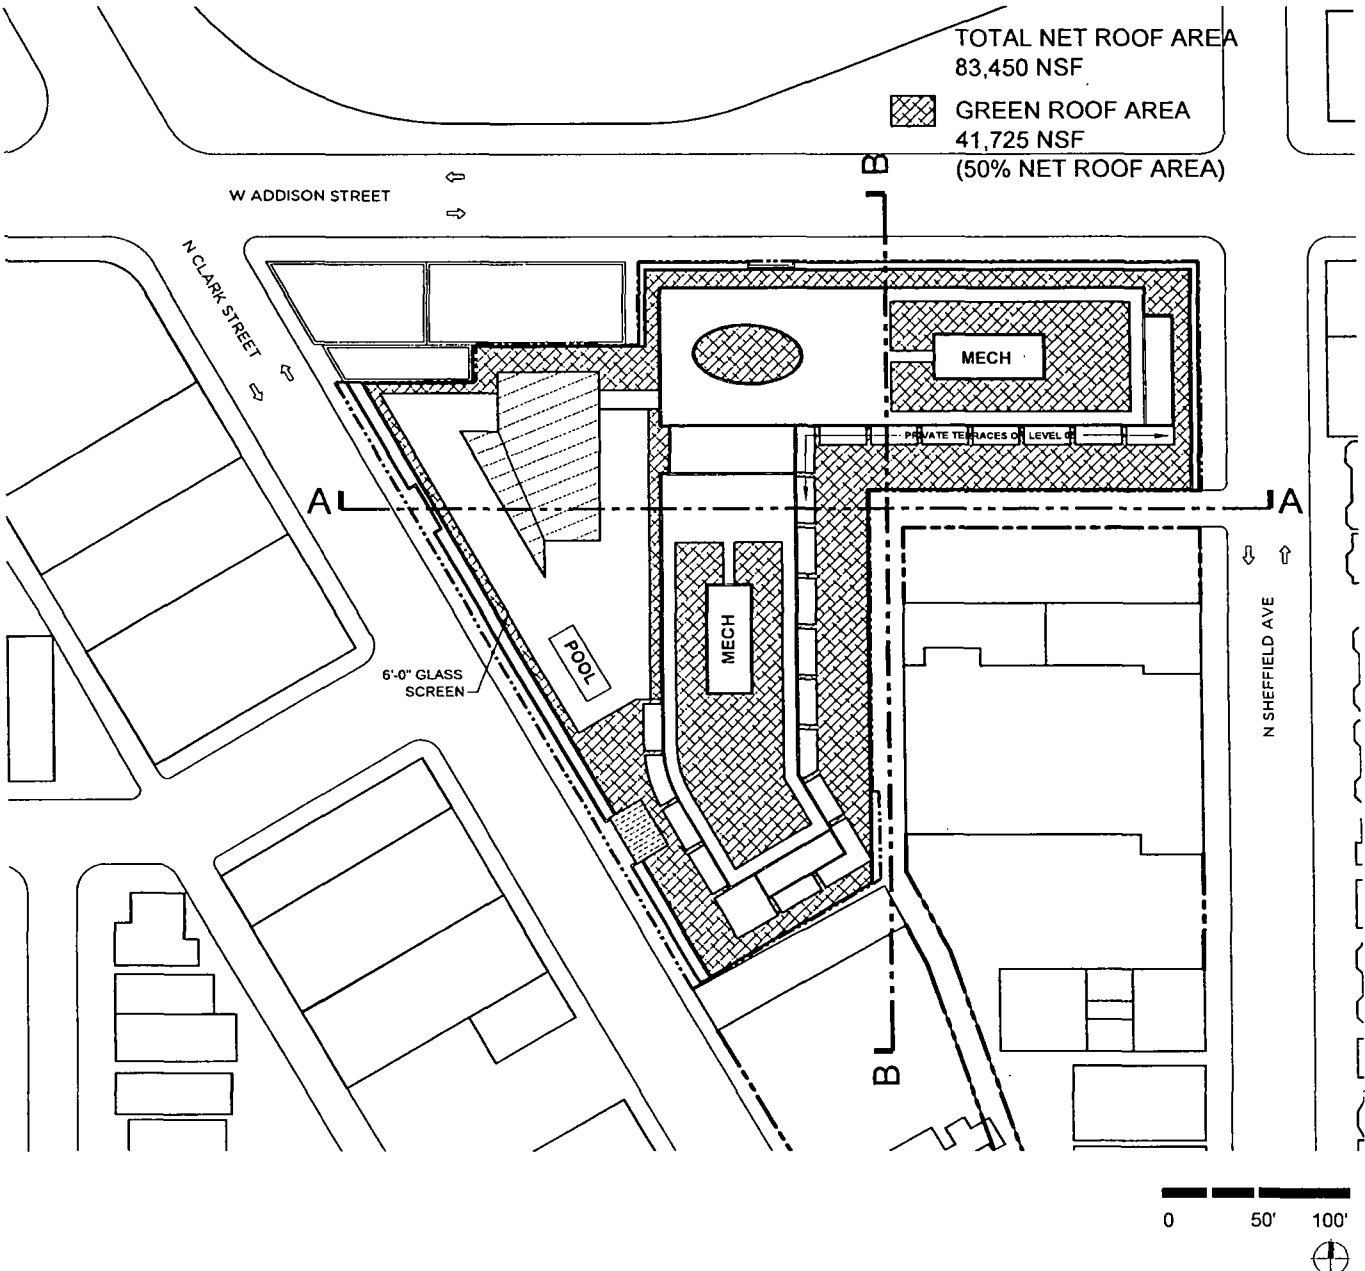 TOTAL NET ROOF AREA
83,450 NSF
GREEN ROOF AREA
41,725 NSF
(50% NET ROOF AREA)
B
W ADDISON STREET
N CLARK STREET
MECH
PRIVATE TERRACES ON LEVEL
A
A
MECH
POOL
6'-0" GLASS
SCREEN
N SHEFFIELD AVE
B
0 50' 100'